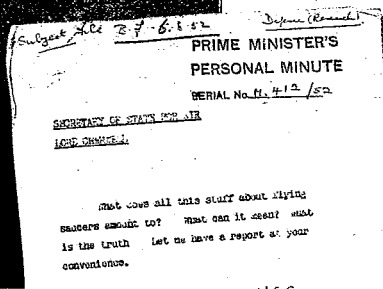 Subject File B.7-6.8.52 Defence (Research)
PRIME MINISTER'S
PERSONAL MINUTE
SERIAL No. M.412/52
SECRETARY OF STATE FOR AIR
LORD CHERWELL
What does all this stuff about flying
saucers amount to? What can it mean? What
is the truth Let me have a report at your
convenience.